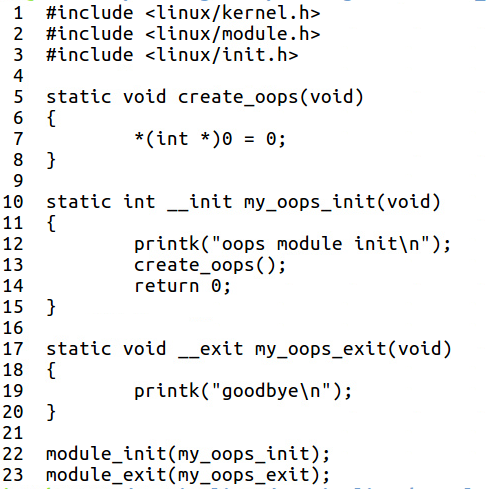 1 #include <linux/kernel.h>
2 #include <linux/module.h>
3 #include <linux/init.h>
4
5 static void create_oops(void)
6 {
7         *(int *)0 = 0;
8 }
9
10 static int __init my_oops_init(void)
11 {
12         printk("oops module init\n");
13         create_oops();
14         return 0;
15 }
16
17 static void __exit my_oops_exit(void)
18 {
19         printk("goodbye\n");
20 }
21
22 module_init(my_oops_init);
23 module_exit(my_oops_exit);